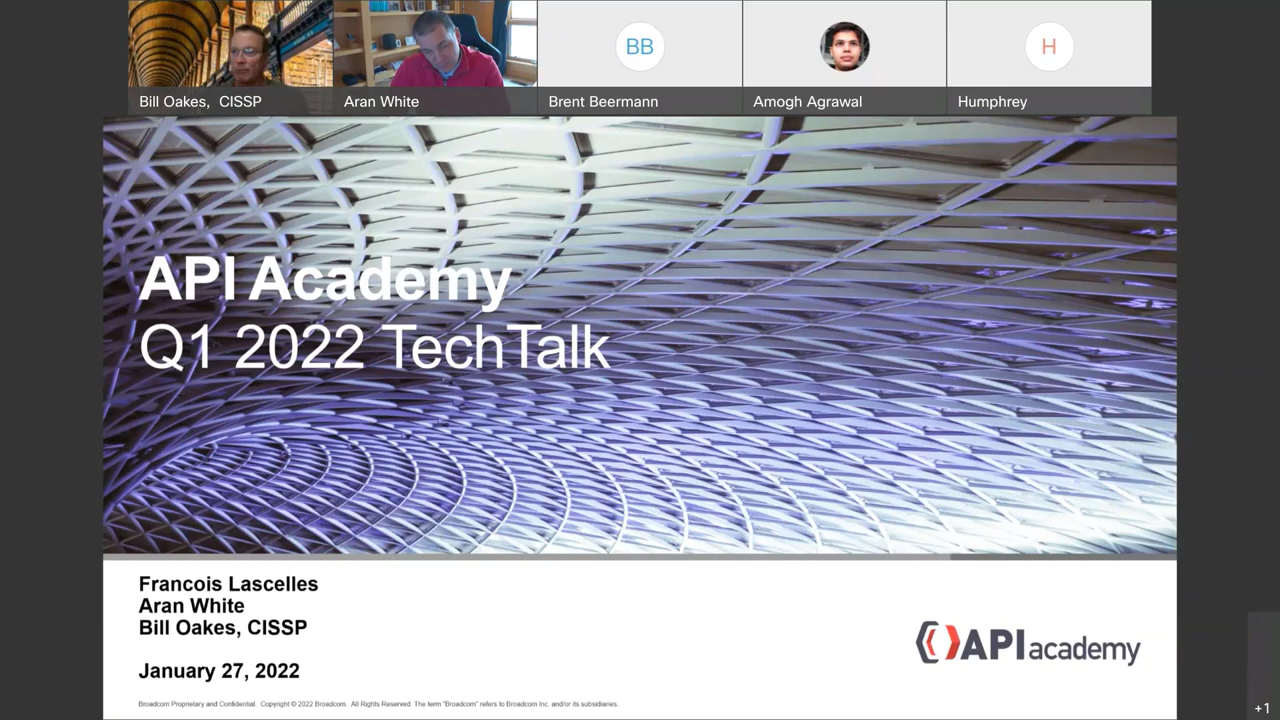 Bill Oakes, CISSP
Aran White
BB
Brent Beermann
Amogh Agrawal
H
Humphrey
API Academy
Q1 2022 TechTalk
Francois Lascelles
Aran White
Bill Oakes, CISSP
January 27, 2022
API academy
Broadcom Proprietary and Confidential. Copyright © 2022 Broadcom. All Rights Reserved. The term "Broadcom" refers to Broadcom Inc. and/or its subsidiaries.
+1